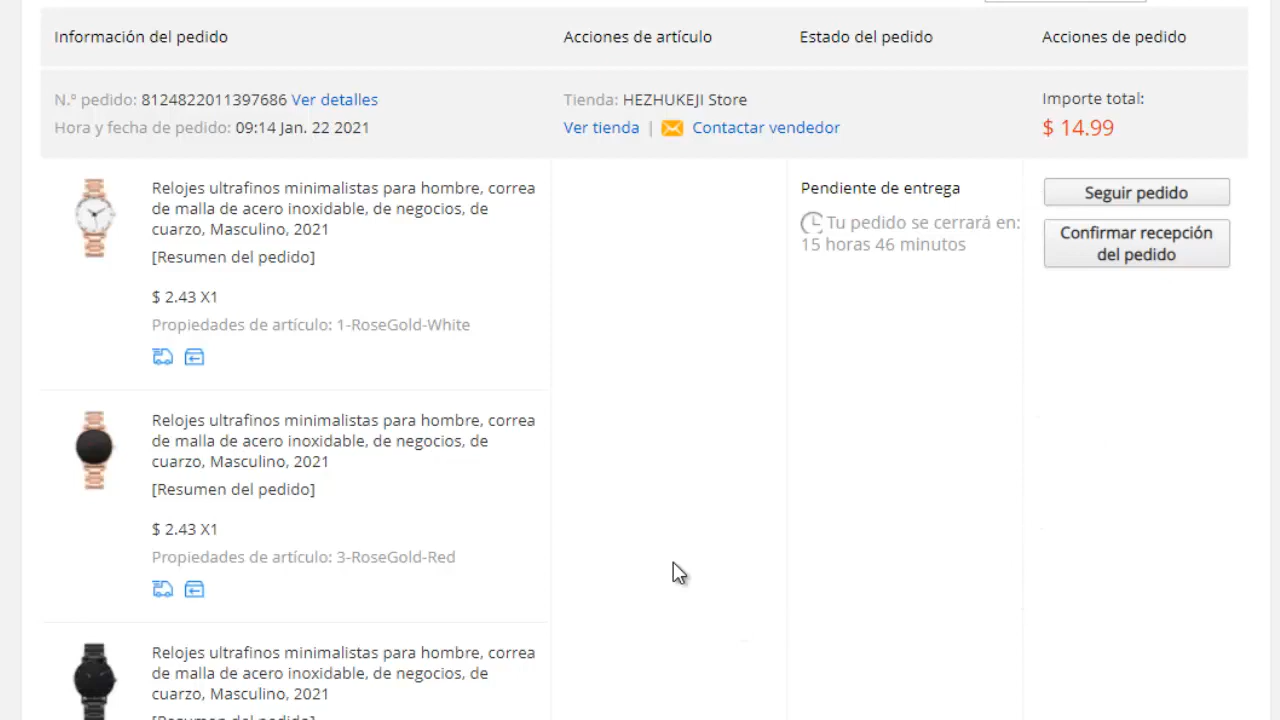 Información del pedido Acciones de artículo Estado del pedido Acciones de pedido
N.º pedido: 8124822011397686 Ver detalles
Hora y fecha de pedido: 09:14 Jan. 22 2021
Tienda: HEZHUKEJI Store
Ver tienda | Contactar vendedor
Importe total:
$ 14.99
Relojes ultrafinos minimalistas para hombre, correa
de malla de acero inoxidable, de negocios, de
cuarzo, Masculino, 2021
[Resumen del pedido]
$ 2.43 X1
Propiedades de artículo: 1-RoseGold-White
Pendiente de entrega
Tu pedido se cerrará en:
15 horas 46 minutos
Seguir pedido
Confirmar recepción
del pedido
Relojes ultrafinos minimalistas para hombre, correa
de malla de acero inoxidable, de negocios, de
cuarzo, Masculino, 2021
[Resumen del pedido]
$ 2.43 X1
Propiedades de artículo: 3-RoseGold-Red
Relojes ultrafinos minimalistas para hombre, correa
de malla de acero inoxidable, de negocios, de
cuarzo, Masculino, 2021
[Resumen del pedido]